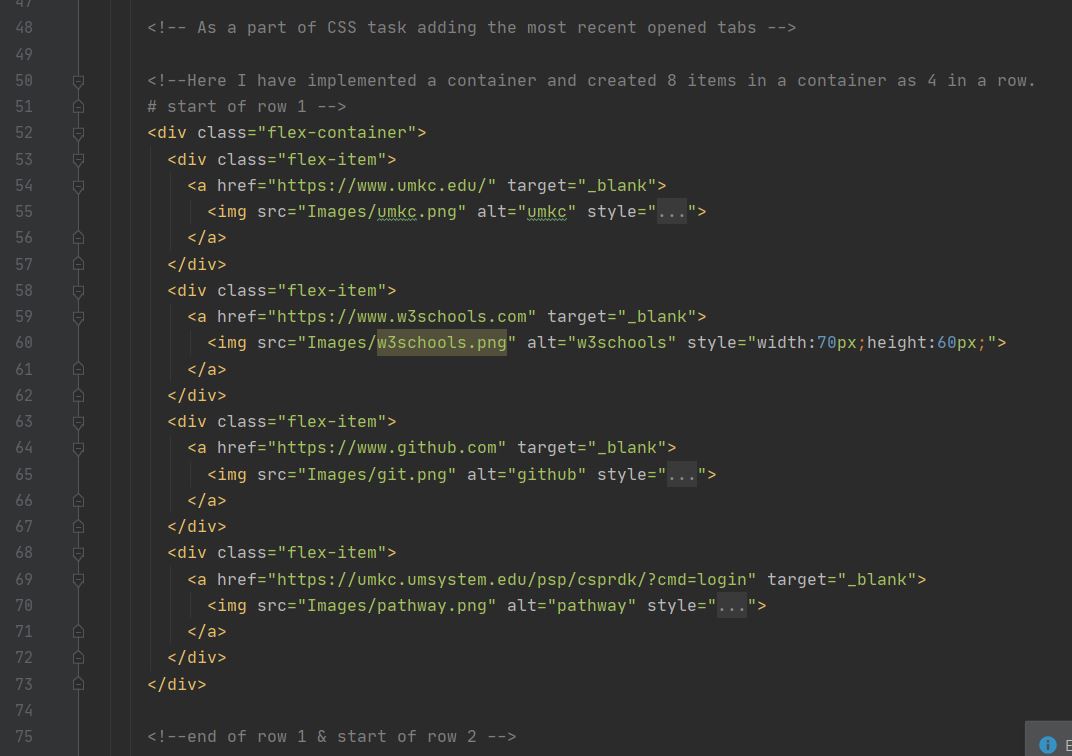 47
48 <!-- As a part of CSS task adding the most recent opened tabs -->
49
50 <!--Here I have implemented a container and created 8 items in a container as 4 in a row.
51 # start of row 1 -->
52 <div class="flex-container">
53 <div class="flex-item">
54 <a href="https://www.umkc.edu/" target="_blank">
55 <img src="Images/umkc.png" alt="umkc" style="...">
56 </a>
57 </div>
58 <div class="flex-item">
59 <a href="https://www.w3schools.com" target="_blank">
60 <img src="Images/w3schools.png" alt="w3schools" style="width:70px;height:60px;">
61 </a>
62 </div>
63 <div class="flex-item">
64 <a href="https://www.github.com" target="_blank">
65 <img src="Images/git.png" alt="github" style="...">
66 </a>
67 </div>
68 <div class="flex-item">
69 <a href="https://umkc.umsystem.edu/psp/csprdk/?cmd=login" target="_blank">
70 <img src="Images/pathway.png" alt="pathway" style="...">
71 </a>
72 </div>
73 </div>
74
75 <!--end of row 1 & start of row 2 -->